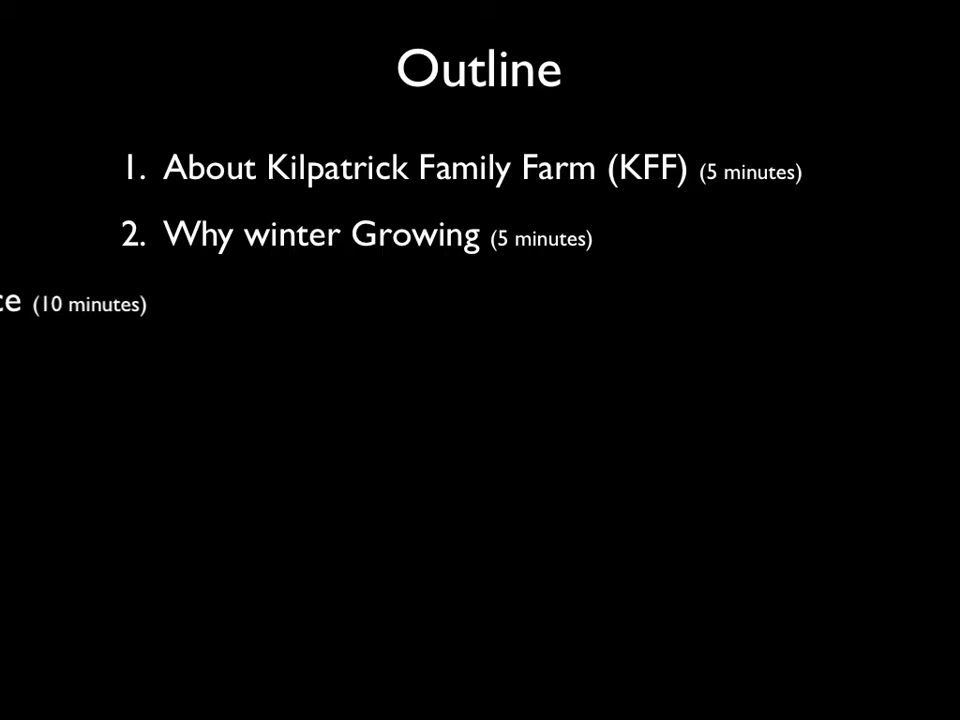 Outline
1. About Kilpatrick Family Farm (KFF) (5 minutes)
2. Why winter Growing (5 minutes)
(10 minutes)